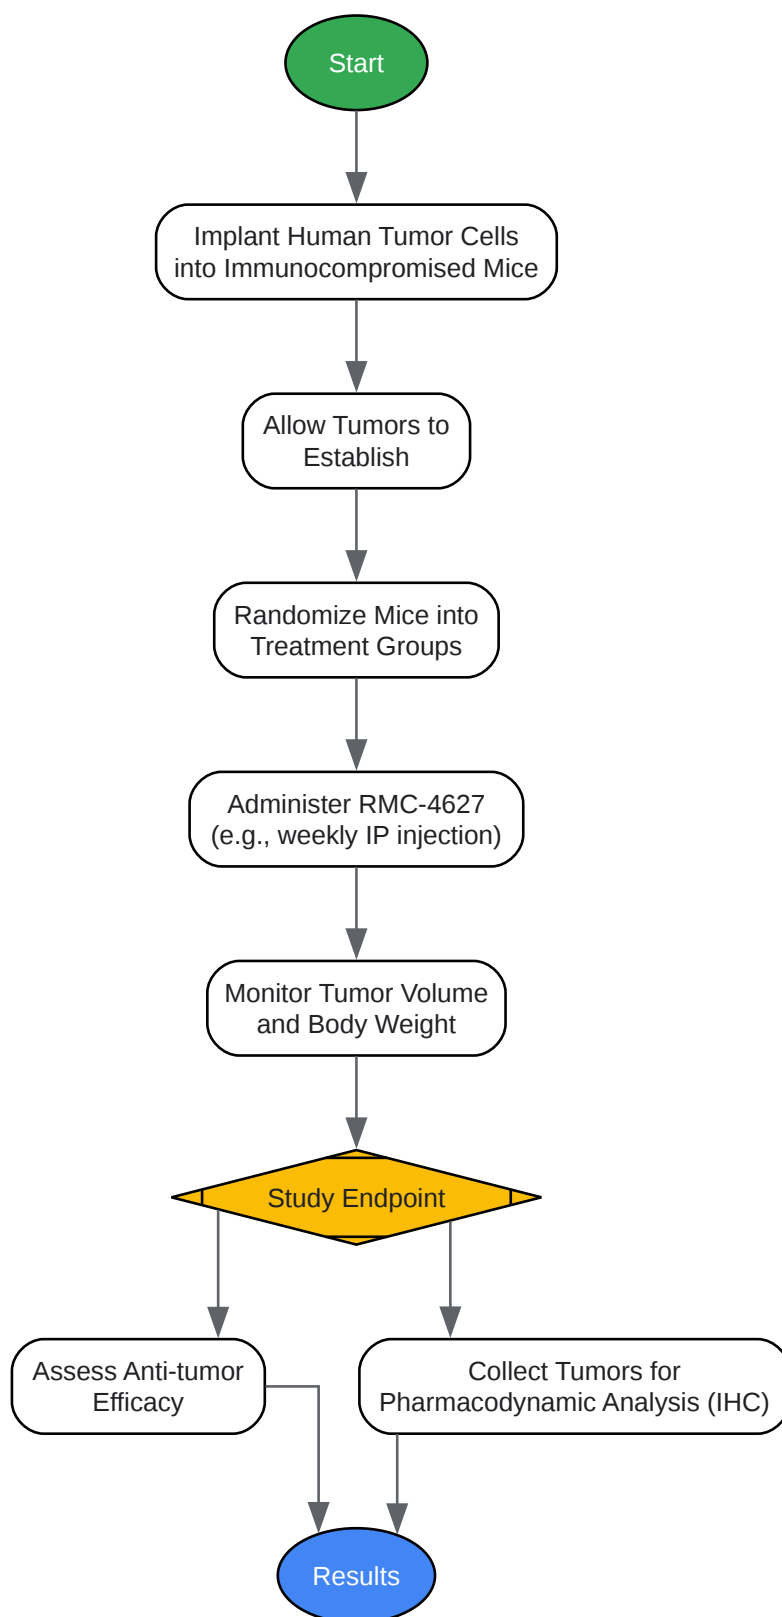 Start
Implant Human Tumor Cells
into Immunocompromised Mice
Allow Tumors to
Establish
Randomize Mice into
Treatment Groups
Administer RMC-4627
(e.g., weekly IP injection)
Monitor Tumor Volume
and Body Weight
Study Endpoint
Assess Anti-tumor
Efficacy
Collect Tumors for
Pharmacodynamic Analysis (IHC)
Results